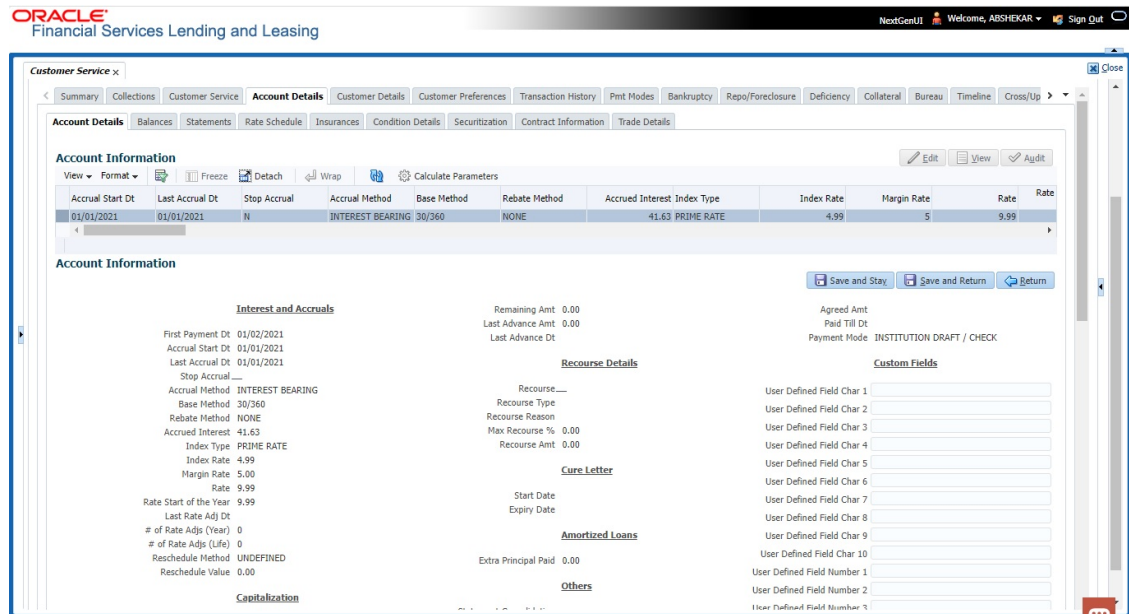 ORACLE
Financial Services Lending and Leasing
NextGenUI Welcome, ABSHEKAR Sign Out
Customer Service x
Close
Summary Collections Customer Service Account Details Customer Details Customer Preferences Transaction History Pmt Modes Bankruptcy Repo/Foreclosure Deficiency Collateral Bureau Timeline Cross/Up
Account Details Balances Statements Rate Schedule Insurances Condition Details Securitization Contract Information Trade Details
Account Information
Edit View Audit
View Format Freeze Detach Wrap Calculate Parameters
Accrual Start Dt Last Accrual Dt Stop Accrual Accrual Method Base Method Rebate Method Accrued Interest Index Type Index Rate Margin Rate Rate Rate
01/01/2021 01/01/2021 N INTEREST BEARING 30/360 NONE 41.63 PRIME RATE 4.99 5 9.99
Account Information
Save and Stay Save and Return Return
Interest and Accruals
First Payment Dt 01/02/2021
Accrual Start Dt 01/01/2021
Last Accrual Dt 01/01/2021
Stop Accrual
Accrual Method INTEREST BEARING
Base Method 30/360
Rebate Method NONE
Accrued Interest 41.63
Index Type PRIME RATE
Index Rate 4.99
Margin Rate 5.00
Rate 9.99
Rate Start of the Year 9.99
Last Rate Adj Dt
# of Rate Adjs (Year) 0
# of Rate Adjs (Life) 0
Reschedule Method UNDEFINED
Reschedule Value 0.00
Capitalization
Remaining Amt 0.00
Last Advance Amt 0.00
Last Advance Dt
Recourse Details
Recourse
Recourse Type
Recourse Reason
Max Recourse % 0.00
Recourse Amt 0.00
Cure Letter
Start Date
Expiry Date
Amortized Loans
Extra Principal Paid 0.00
Others
Agreed Amt
Paid Till Dt
Payment Mode INSTITUTION DRAFT / CHECK
Custom Fields
User Defined Field Char 1
User Defined Field Char 2
User Defined Field Char 3
User Defined Field Char 4
User Defined Field Char 5
User Defined Field Char 6
User Defined Field Char 7
User Defined Field Char 8
User Defined Field Char 9
User Defined Field Char 10
User Defined Field Number 1
User Defined Field Number 2
User Defined Field Number 3